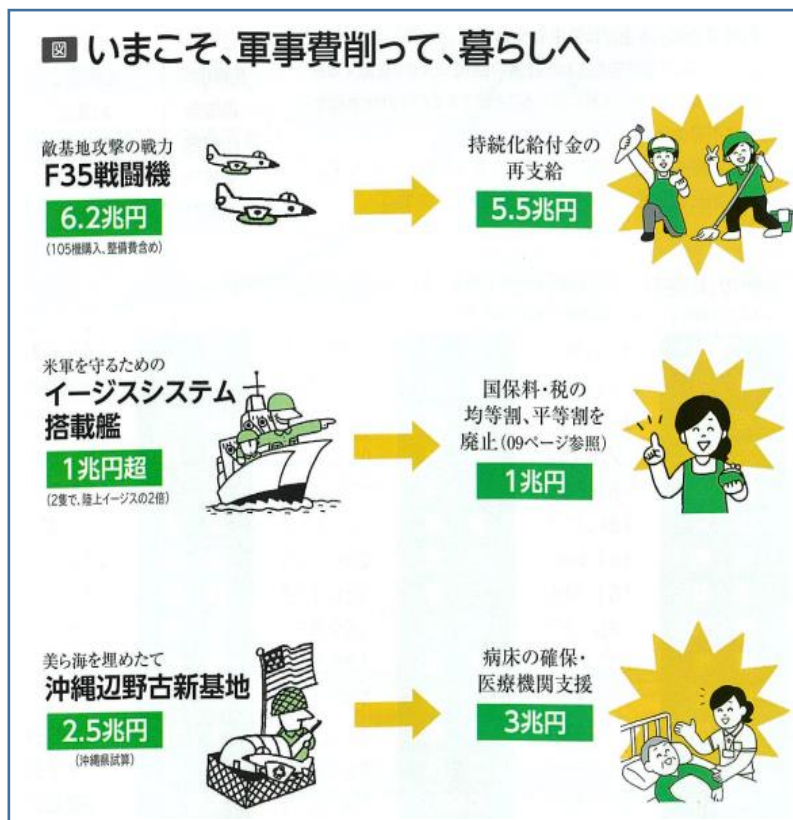 図 いまこそ、軍事費削って、暮らしへ
敵基地攻撃の戦力
F35戦闘機
6.2兆円
(105機購入、整備費含め)
持続化給付金の
再支給
5.5兆円
米軍を守るための
イージスシステム
搭載艦
1兆円超
(2隻で、陸上イージスの2倍)
国保料・税の
均等割、平等割を
廃止(09ページ参照)
1兆円
美ら海を埋めたて
沖縄辺野古新基地
2.5兆円
(沖縄県試算)
病床の確保・
医療機関支援
3兆円